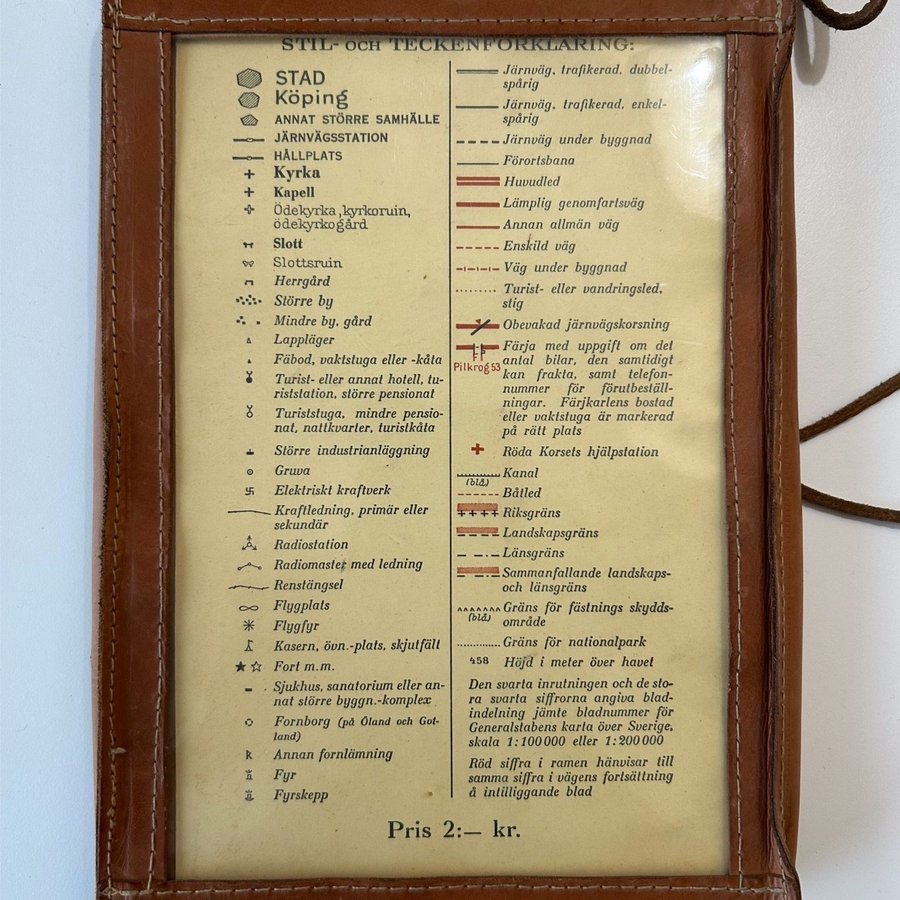 STIL- OCH TECKENFÖRKLARING:
STAD
Köping
ANNAT STÖRRE SAMHÄLLE
JÄRNVÄGSSTATION
HÅLLPLATS
Kyrka
Kapell
Ödekyrka, kyrkoruin,
ödekyrkogård
Slott
Slottsruin
Herrgård
Större by
Mindre by, gård
Lappläger
Fäbod, vaktstuga eller -kåta
Turist- eller annat hotell, tu-
riststation, större pensionat
Turiststuga, mindre pensio-
nat, nattkvarter, turistkåta
Större industrianläggning
Gruva
Elektriskt kraftverk
Kraftledning, primär eller
sekundär
Radiostation
Radiomaster med ledning
Renstängsel
Flygplats
Flygfyr
Kasern, övn.-plats, skjutfält
Fort m.m.
Sjukhus, sanatorium eller an-
nat större byggn.-komplex
Fornborg (på Öland och Got-
land)
R Annan fornlämning
Fyr
Fyrskepp
Järnväg, trafikerad, dubbel-
spårig
Järnväg, trafikerad, enkel-
spårig
Järnväg under byggnad
Förortsbana
Huvudled
Lämplig genomfartsväg
Annan allmän väg
Enskild väg
Väg under byggnad
Turist- eller vandringsled,
stig
Obevakad järnvägskorsning
Färja med uppgift om det
antal bilar, den samtidigt
Pilkrog 53 kan frakta, samt telefon-
nummer för förutbeställ-
ningar. Färjkarlens bostad
eller vaktstuga är markerad
på rätt plats
Röda Korsets hjälpstation
Kanal
(blå)
Båtled
Riksgräns
Landskapsgräns
Länsgräns
Sammanfallande landskaps-
och länsgräns
Gräns för fästnings skydds-
(blå) område
Gräns för nationalpark
458 Höjd i meter över havet
Den svarta inrutningen och de sto-
ra svarta siffrorna angiva blad-
indelning jämte bladnummer för
Generalstabens karta över Sverige,
skala 1:100000 eller 1:200000
Röd siffra i ramen hänvisar till
samma siffra i vägens fortsättning
å intilliggande blad
Pris 2:— kr.